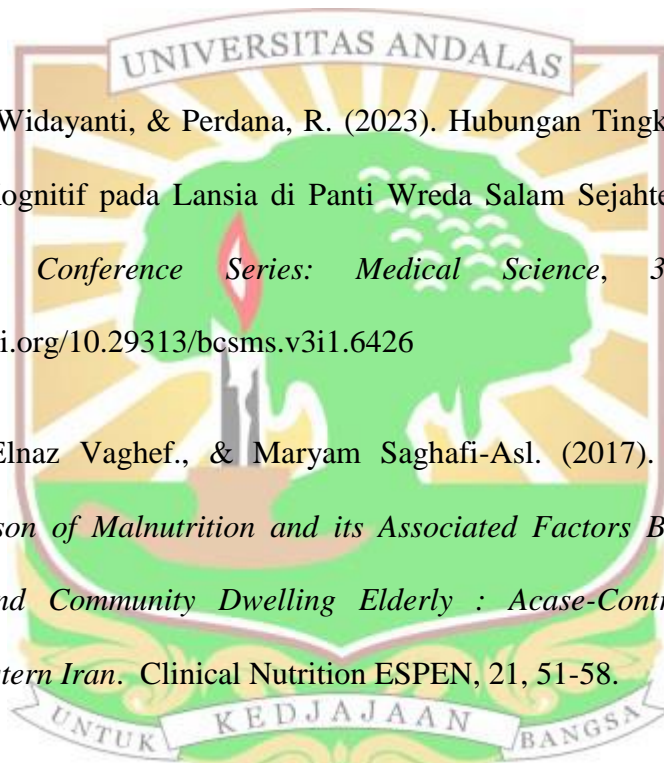 UNIVERSITAS ANDALAS
Widayanti, & Perdana, R. (2023). Hubungan Tingk
ognitif pada Lansia di Panti Wreda Salam Sejahte
Conference Series: Medical Science, 3
i.org/10.29313/bcsms.v3i1.6426
Elnaz Vaghef., & Maryam Saghafi-Asl. (2017).
son of Malnutrition and its Associated Factors B
nd Community Dwelling Elderly : Acase-Contr
tern Iran. Clinical Nutrition ESPEN, 21, 51-58.
UNTUK KEDJAJAAN BANGSA